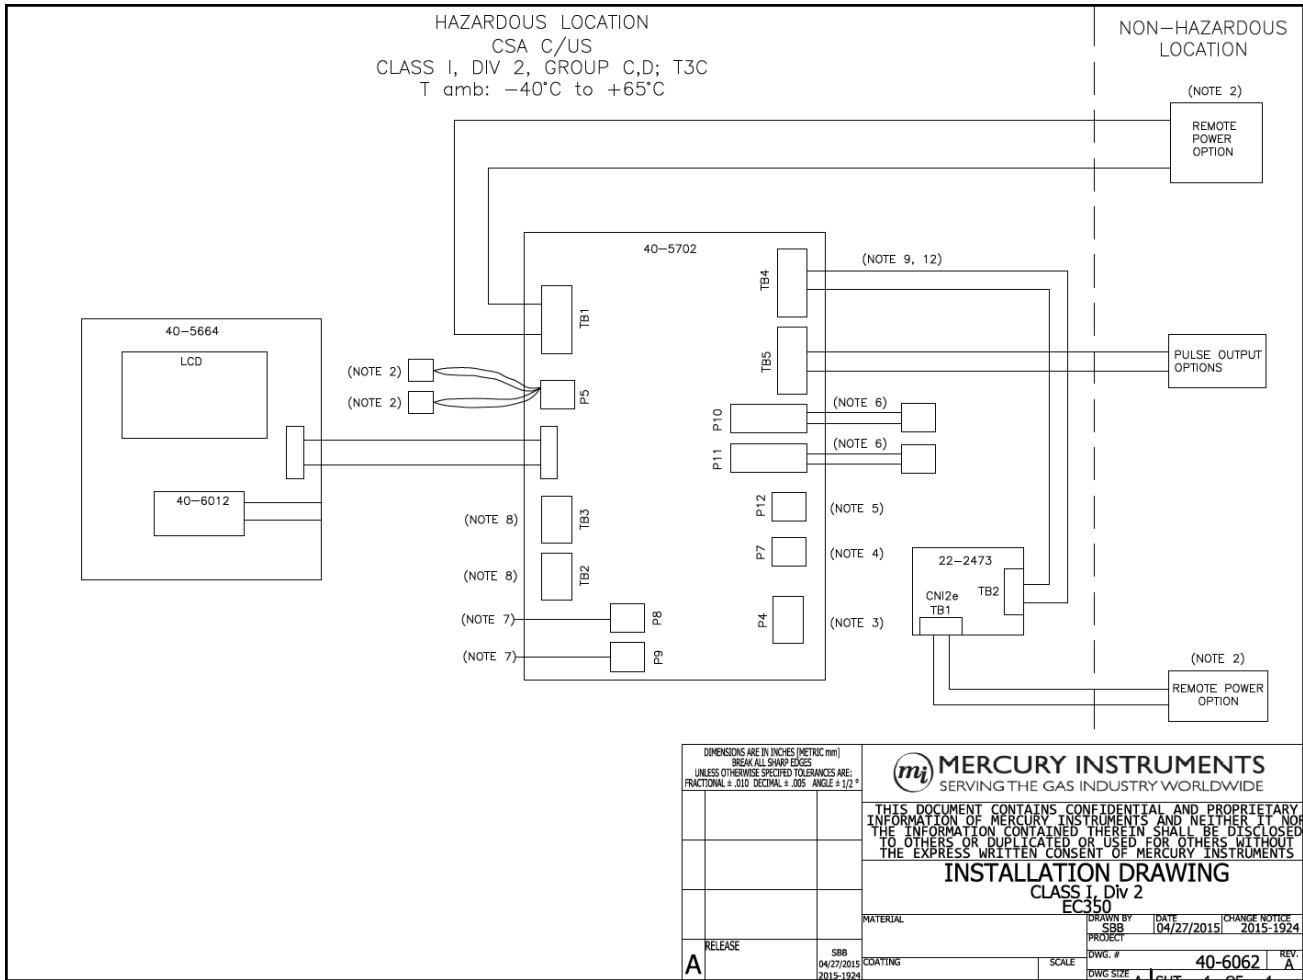 HAZARDOUS LOCATION
CSA C/US
CLASS I, DIV 2, GROUP C,D; T3C
T amb: −40°C to +65°C
NON−HAZARDOUS
LOCATION
(NOTE 2)
REMOTE
POWER
OPTION
40−5702
TB4
(NOTE 9, 12)
TB1
40−5664
LCD
TB5
PULSE OUTPUT
OPTIONS
(NOTE 2)
(NOTE 2)
P5
P10
(NOTE 6)
P11
(NOTE 6)
40−6012
(NOTE 8)
TB3
P12
(NOTE 5)
P7
(NOTE 4)
(NOTE 8)
TB2
22−2473
CNI2e
TB1
TB2
(NOTE 7)
P8
P4
(NOTE 3)
(NOTE 7)
P9
(NOTE 2)
REMOTE POWER
OPTION
DIMENSIONS ARE IN INCHES [METRIC mm]
BREAK ALL SHARP EDGES
UNLESS OTHERWISE SPECIFED TOLERANCES ARE:
FRACTIONAL ± .010 DECIMAL ± .005 ANGLE ± 1/2 °
mi MERCURY INSTRUMENTS
SERVING THE GAS INDUSTRY WORLDWIDE
THIS DOCUMENT CONTAINS CONFIDENTIAL AND PROPRIETARY
INFORMATION OF MERCURY INSTRUMENTS AND NEITHER IT NOR
THE INFORMATION CONTAINED THEREIN SHALL BE DISCLOSED
TO OTHERS OR DUPLICATED OR USED FOR OTHERS WITHOUT
THE EXPRESS WRITTEN CONSENT OF MERCURY INSTRUMENTS
INSTALLATION DRAWING
CLASS I, Div 2
EC350
MATERIAL
DRAWN BY
SBB
DATE
04/27/2015
CHANGE NOTICE
2015-1924
PROJECT
A
RELEASE
SBB
04/27/2015
2015-1924
COATING
SCALE
DWG. #
40-6062
REV.
A
DWG SIZE
A
SHT 1 OF 1